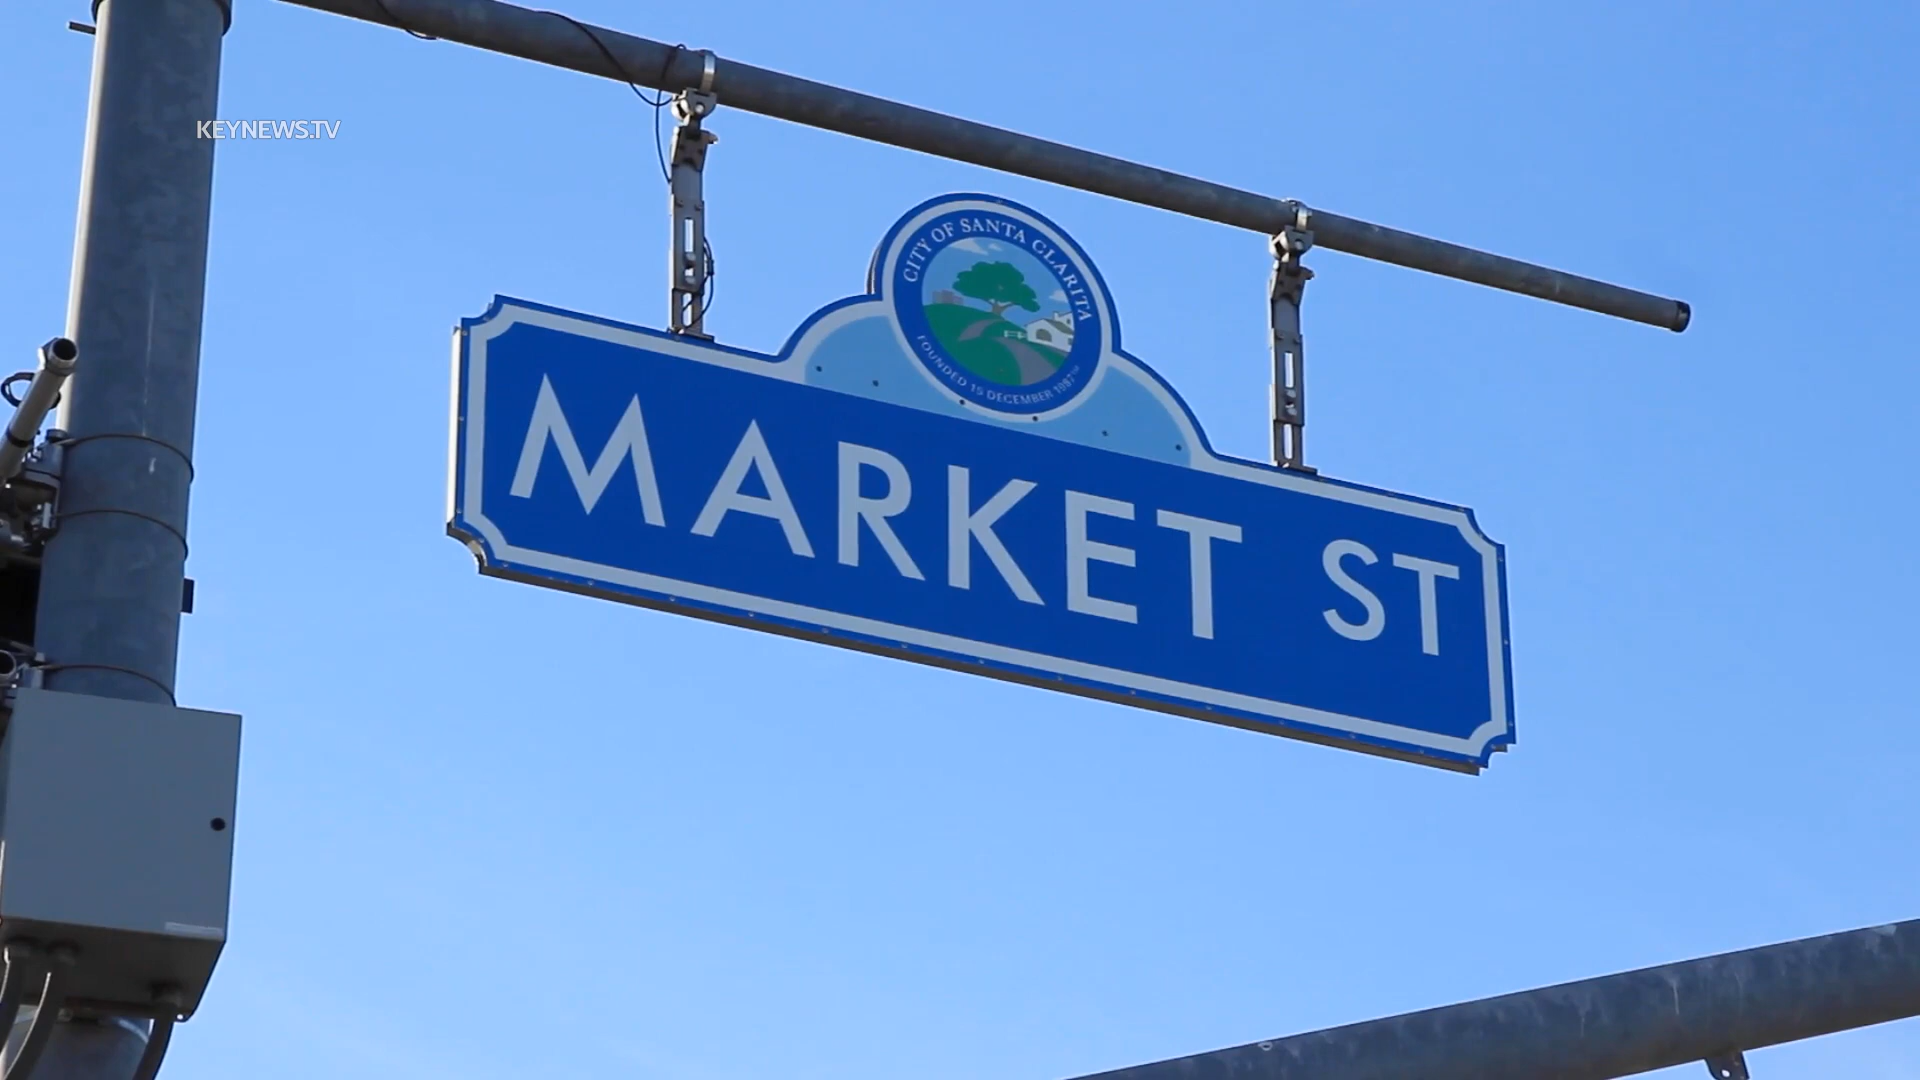 KEYNEWS.TV
CITY OF SANTA CLARITA
FOUNDED 15 DECEMBER 1987
MARKET ST